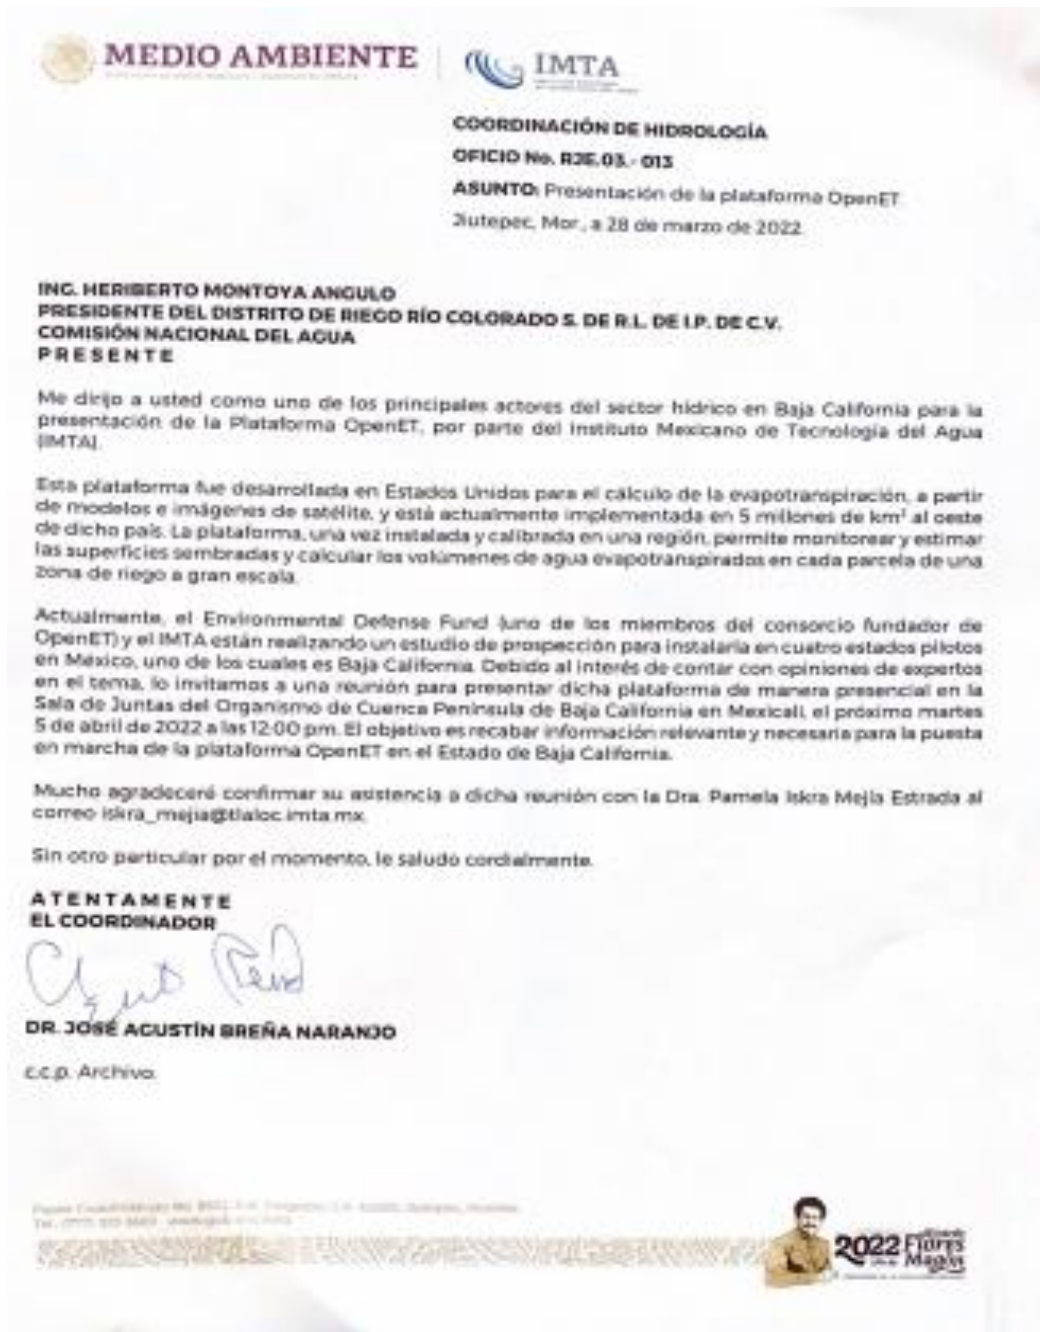 MEDIO AMBIENTE
IMTA
COORDINACIÓN DE HIDROLOGÍA
OFICIO No. RJE.03.- 013
ASUNTO: Presentación de la plataforma OpenET
Jiutepec, Mor., a 28 de marzo de 2022
ING. HERIBERTO MONTOYA ANGULO
PRESIDENTE DEL DISTRITO DE RIEGO RÍO COLORADO S. DE R.L. DE I.P. DE C.V.
COMISIÓN NACIONAL DEL AGUA
P R E S E N T E
Me dirijo a usted como uno de los principales actores del sector hídrico en Baja California para la
presentación de la Plataforma OpenET, por parte del Instituto Mexicano de Tecnología del Agua
(IMTA).
Esta plataforma fue desarrollada en Estados Unidos para el cálculo de la evapotranspiración, a partir
de modelos e imágenes de satélite, y está actualmente implementada en 5 millones de km² al oeste
de dicho país. La plataforma, una vez instalada y calibrada en una región, permite monitorear y estimar
las superficies sembradas y calcular los volúmenes de agua evapotranspirados en cada parcela de una
zona de riego a gran escala.
Actualmente, el Environmental Defense Fund (uno de los miembros del consorcio fundador de
OpenET) y el IMTA están realizando un estudio de prospección para instalarla en cuatro estados pilotos
en México, uno de los cuales es Baja California. Debido al interés de contar con opiniones de expertos
en el tema, lo invitamos a una reunión para presentar dicha plataforma de manera presencial en la
Sala de Juntas del Organismo de Cuenca Península de Baja California en Mexicali, el próximo martes
5 de abril de 2022 a las 12:00 pm. El objetivo es recabar información relevante y necesaria para la puesta
en marcha de la plataforma OpenET en el Estado de Baja California.
Mucho agradeceré confirmar su asistencia a dicha reunión con la Dra. Pamela Iskra Mejía Estrada al
correo iskra_mejia@tlaloc.imta.mx.
Sin otro particular por el momento, le saludo cordialmente.
A T E N T A M E N T E
EL COORDINADOR
DR. JOSÉ AGUSTÍN BREÑA NARANJO
c.c.p. Archivo.
2022 Flores
Magón